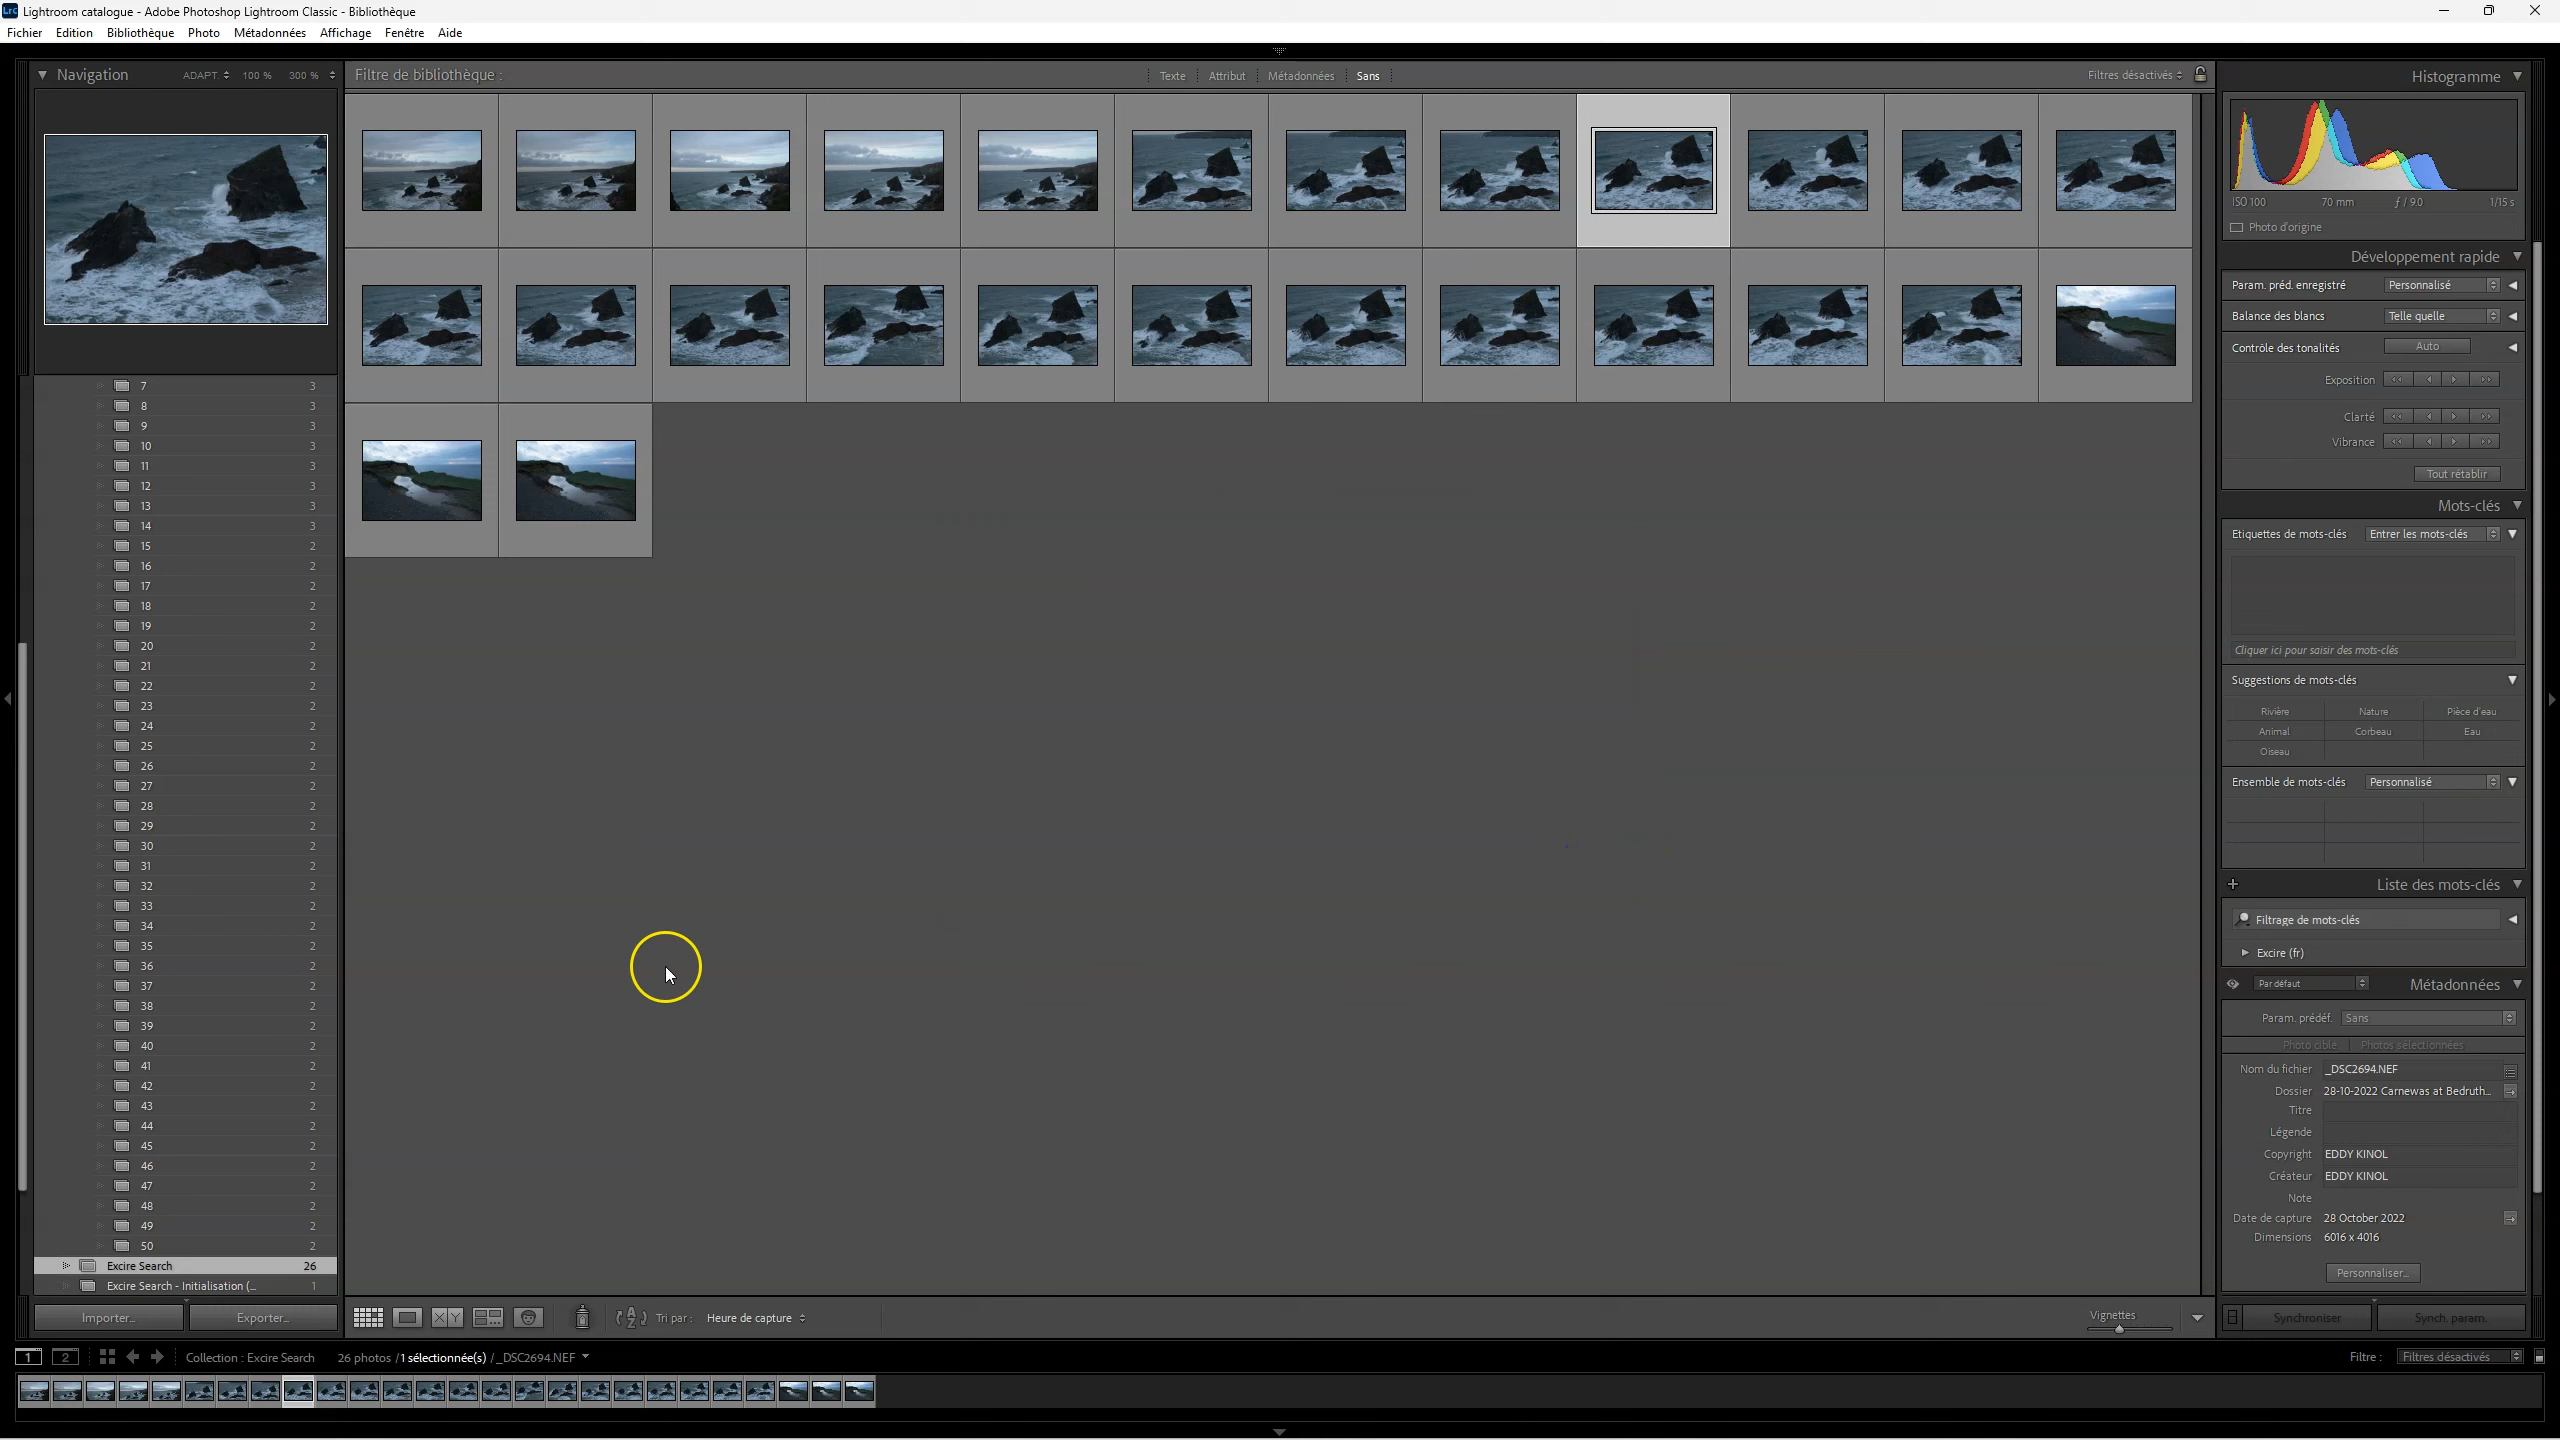 Lrc Lightroom catalogue - Adobe Photoshop Lightroom Classic - Bibliothèque
Fichier Edition Bibliothèque Photo Métadonnées Affichage Fenêtre Aide
Navigation ADAPT. 100 % 300 %
Filtre de bibliothèque :
Texte Attribut Métadonnées Sans
Filtres désactivés
7 3
8 3
9 3
10 3
11 3
12 3
13 3
14 3
15 2
16 2
17 2
18 2
19 2
20 2
21 2
22 2
23 2
24 2
25 2
26 2
27 2
28 2
29 2
30 2
31 2
32 2
33 2
34 2
35 2
36 2
37 2
38 2
39 2
40 2
41 2
42 2
43 2
44 2
45 2
46 2
47 2
48 2
49 2
50 2
Excire Search 26
Excire Search - Initialisation (... 1
Importer... Exporter...
Histogramme
ISO 100 70 mm ƒ / 9,0 1/15 s
Photo d'origine
Développement rapide
Param. préd. enregistré Personnalisé
Balance des blancs Telle quelle
Contrôle des tonalités Auto
Exposition
Clarté
Vibrance
Tout rétablir
Mots-clés
Etiquettes de mots-clés Entrer les mots-clés
Cliquer ici pour saisir des mots-clés
Suggestions de mots-clés
Rivière Nature Pièce d'eau
Animal Corbeau Eau
Oiseau
Ensemble de mots-clés Personnalisé
Liste des mots-clés
Filtrage de mots-clés
Excire (fr)
Par défaut Métadonnées
Param. prédéf. Sans
Photo cible Photos sélectionnées
Nom du fichier _DSC2694.NEF
Dossier 28-10-2022 Carnewas at Bedruth...
Titre
Légende
Copyright EDDY KINOL
Créateur EDDY KINOL
Note
Date de capture 28 October 2022
Dimensions 6016 x 4016
Personnaliser...
Synchroniser Synch. param.
XY AZ Tri par : Heure de capture
Vignettes
1 2 Collection : Excire Search 26 photos / 1 sélectionnée(s) / _DSC2694.NEF
Filtre : Filtres désactivés